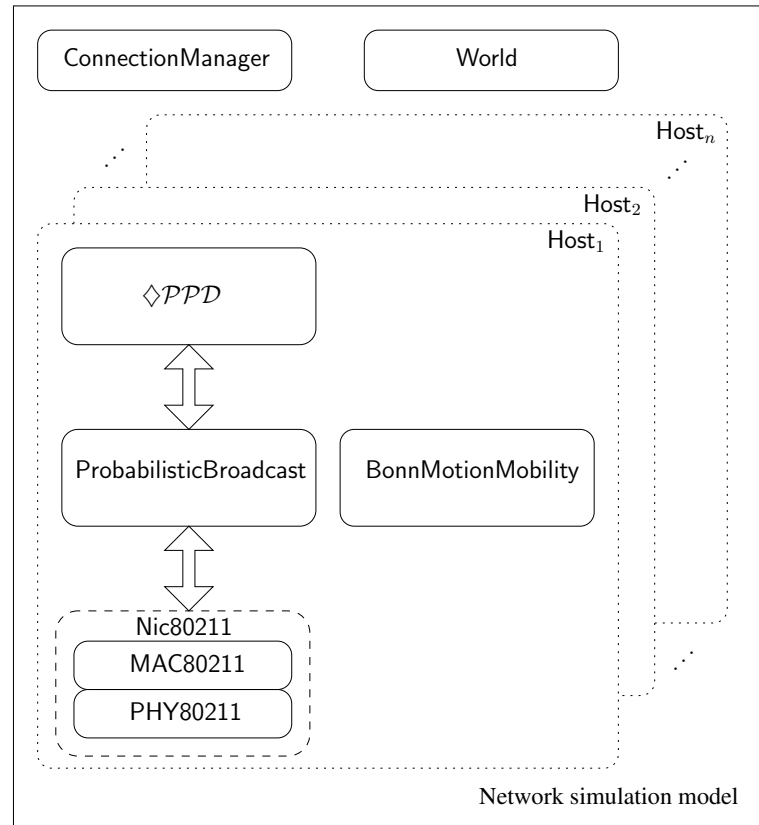 ConnectionManager
World
Host_n
Host_2
Host_1
◇𝒫𝒫𝒟
ProbabilisticBroadcast
BonnMotionMobility
Nic80211
MAC80211
PHY80211
Network simulation model